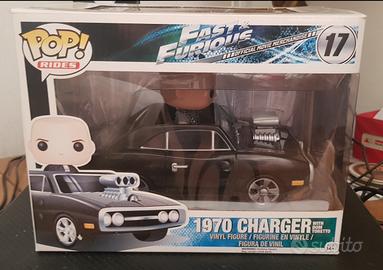 POP!
RIDES
FAST &
FURIOUS
OFFICIAL MOVIE MERCHANDISE
17
1970 CHARGER WITH DOM TORETTO
VINYL FIGURE / FIGURINE EN VINYLE /
FIGURA DE VINIL
subito